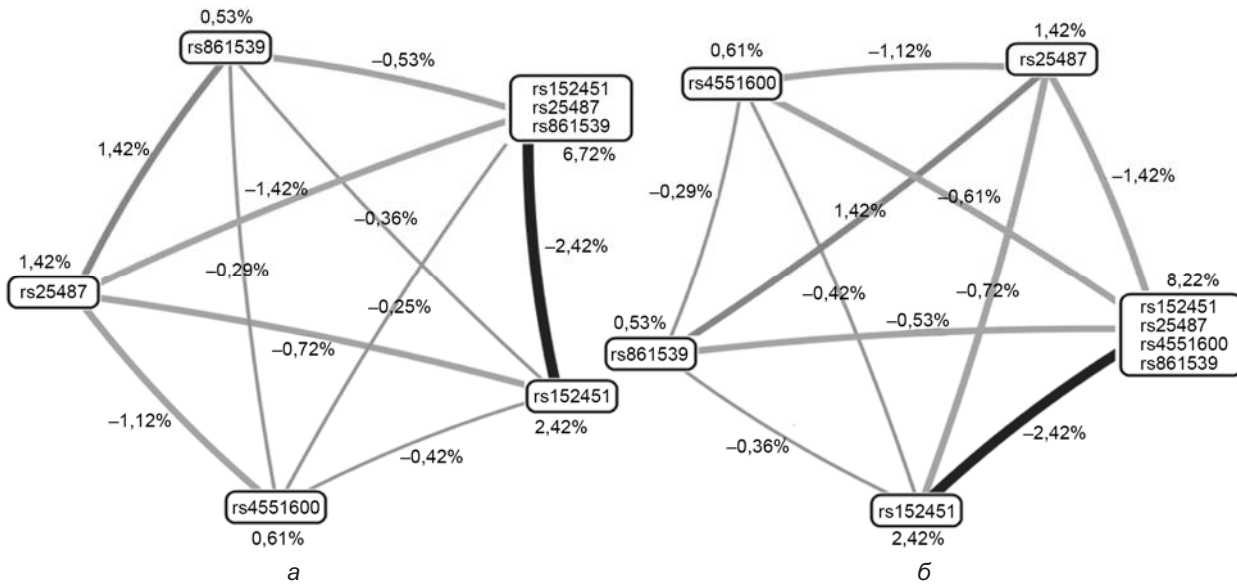 0,53%
rs861539
–0,53%
rs152451
rs25487
rs861539
6,72%
1,42%
–1,42%
–0,36%
–2,42%
1,42%
rs25487
–0,29%
–0,25%
–0,72%
rs152451
2,42%
–1,12%
–0,42%
rs4551600
0,61%
а
1,42%
rs25487
0,61%
rs4551600
–1,12%
–0,29%
1,42%
–0,61%
–1,42%
–0,42%
–0,72%
8,22%
rs152451
rs25487
rs4551600
rs861539
0,53%
rs861539
–0,53%
–0,36%
–2,42%
rs152451
2,42%
б